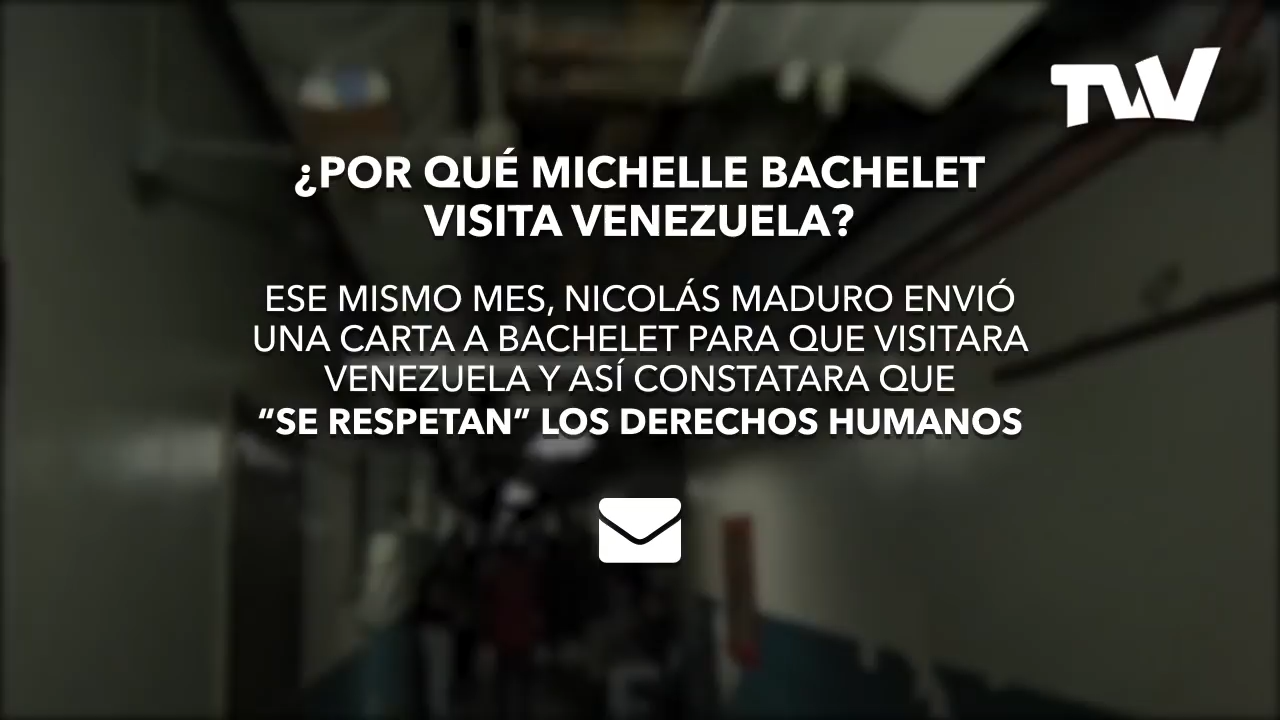 TVV
¿POR QUÉ MICHELLE BACHELET
VISITA VENEZUELA?
ESE MISMO MES, NICOLÁS MADURO ENVIÓ
UNA CARTA A BACHELET PARA QUE VISITARA
VENEZUELA Y ASÍ CONSTATARA QUE
“SE RESPETAN” LOS DERECHOS HUMANOS